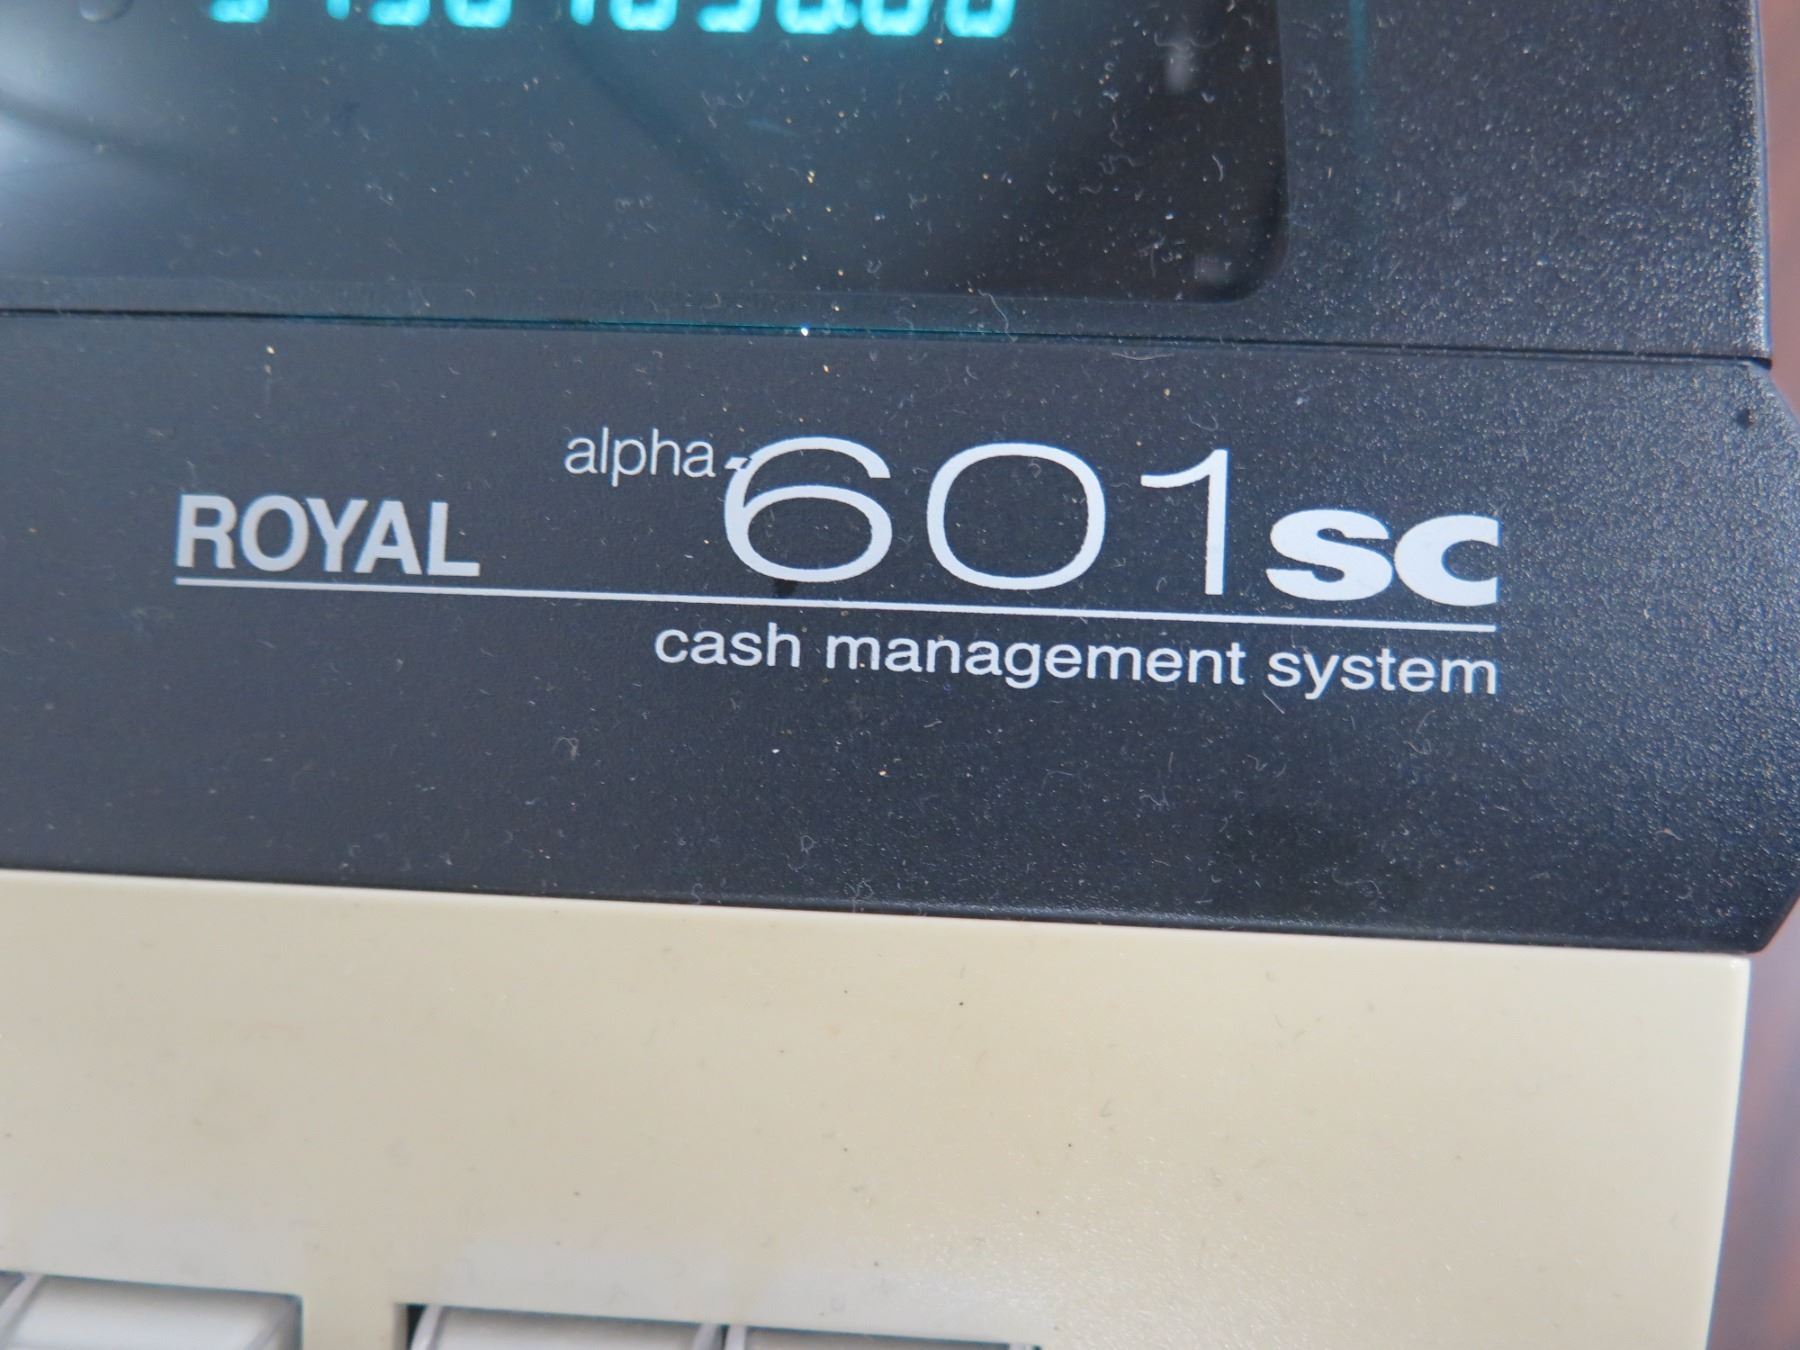 ROYAL alpha 601sc
cash management system